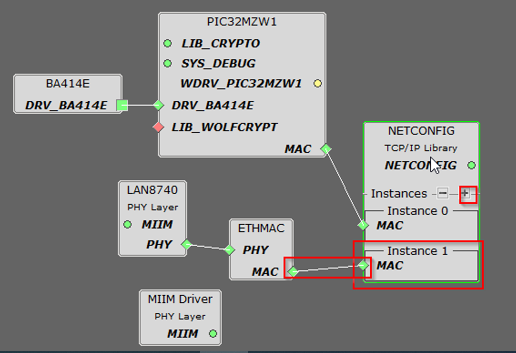 PIC32MZW1
LIB_CRYPTO
SYS_DEBUG
WDRV_PIC32MZW1
DRV_BA414E
LIB_WOLFCRYPT
MAC
BA414E
DRV_BA414E
NETCONFIG
TCP/IP Library
NETCONFIG
Instances
Instance 0
MAC
Instance 1
MAC
LAN8740
PHY Layer
MIIM
PHY
ETHMAC
PHY
MAC
MIIM Driver
PHY Layer
MIIM